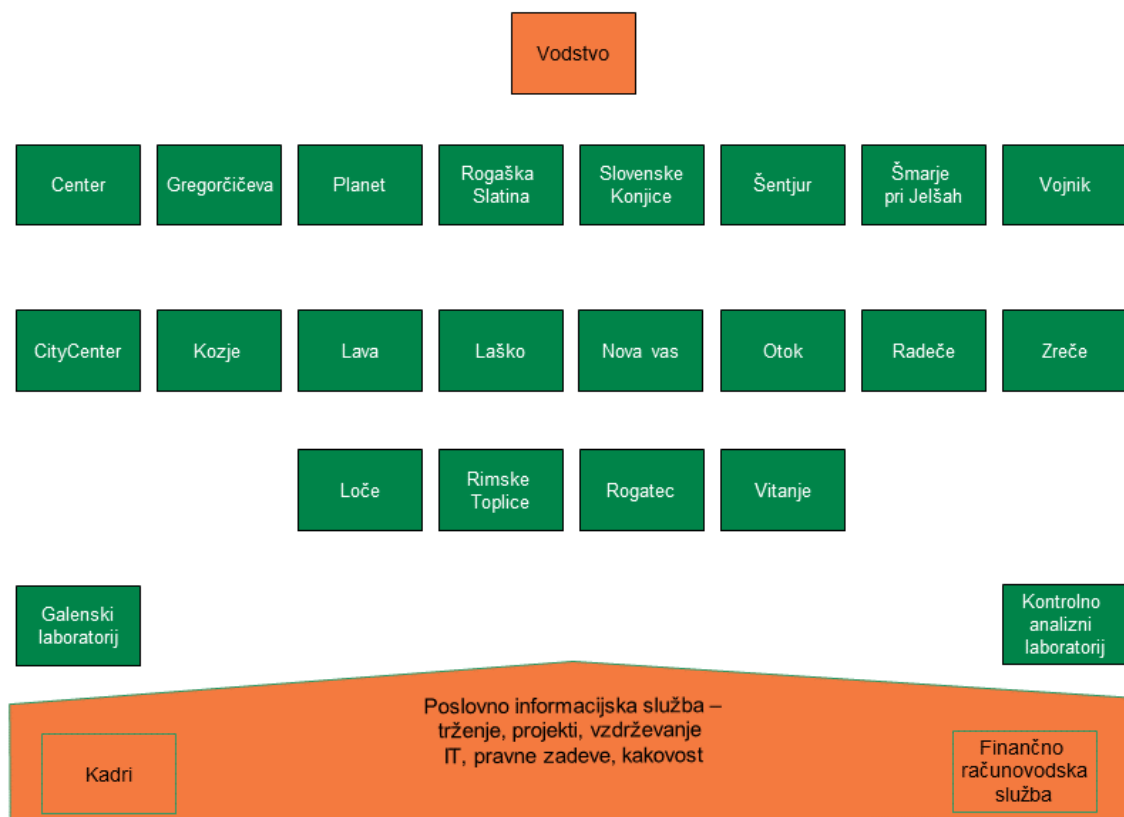 Vodstvo
Center
Gregorčičeva
Planet
Rogaška
Slatina
Slovenske
Konjice
Šentjur
Šmarje
pri Jelšah
Vojnik
CityCenter
Kozje
Lava
Laško
Nova vas
Otok
Radeče
Zreče
Loče
Rimske
Toplice
Rogatec
Vitanje
Galenski
laboratorij
Kontrolno
analizni
laboratorij
Poslovno informacijska služba –
trženje, projekti, vzdrževanje
IT, pravne zadeve, kakovost
Kadri
Finančno
računovodska
služba